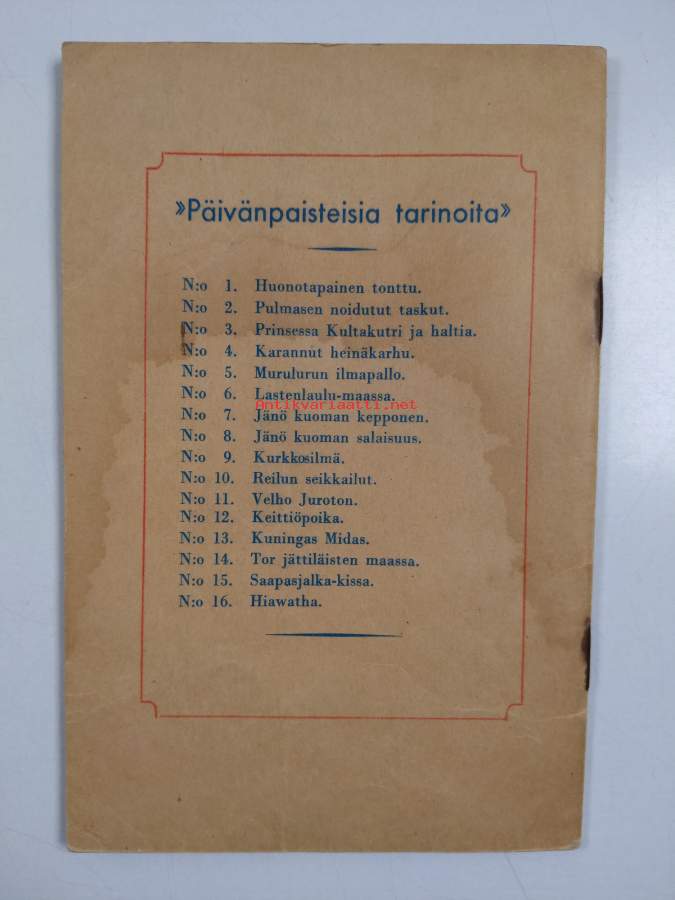 »Päivänpaisteisia tarinoita»
N:o 1. Huonotapainen tonttu.
N:o 2. Pulmasen noidutut taskut.
N:o 3. Prinsessa Kultakutri ja haltia.
N:o 4. Karannut heinäkarhu.
N:o 5. Murulurun ilmapallo.
N:o 6. Lastenlaulu-maassa.
Antikvariaatti.net
N:o 7. Jänö kuoman kepponen.
N:o 8. Jänö kuoman salaisuus.
N:o 9. Kurkkosilmä.
N:o 10. Reilun seikkailut.
N:o 11. Velho Juroton.
N:o 12. Keittiöpoika.
N:o 13. Kuningas Midas.
N:o 14. Tor jättiläisten maassa.
N:o 15. Saapasjalka-kissa.
N:o 16. Hiawatha.